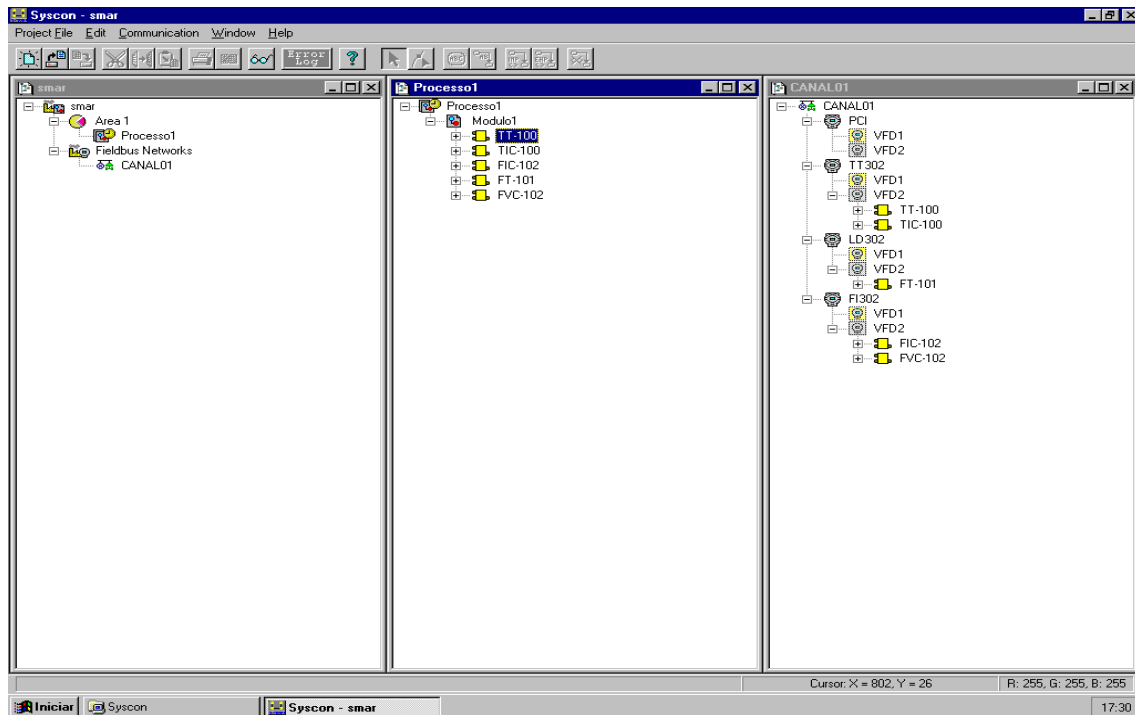 Syscon - smar
Project File Edit Communication Window Help
Error Log
smar
smar
Area 1
Processo1
Fieldbus Networks
CANAL01
Processo1
Processo1
Modulo1
TT-100
TIC-100
FIC-102
FT-101
FVC-102
CANAL01
CANAL01
PCI
VFD1
VFD2
TT302
VFD1
VFD2
TT-100
TIC-100
LD302
VFD1
VFD2
FT-101
FI302
VFD1
VFD2
FIC-102
FVC-102
Cursor: X = 802, Y = 26 R: 255, G: 255, B: 255
Iniciar Syscon Syscon - smar 17:30